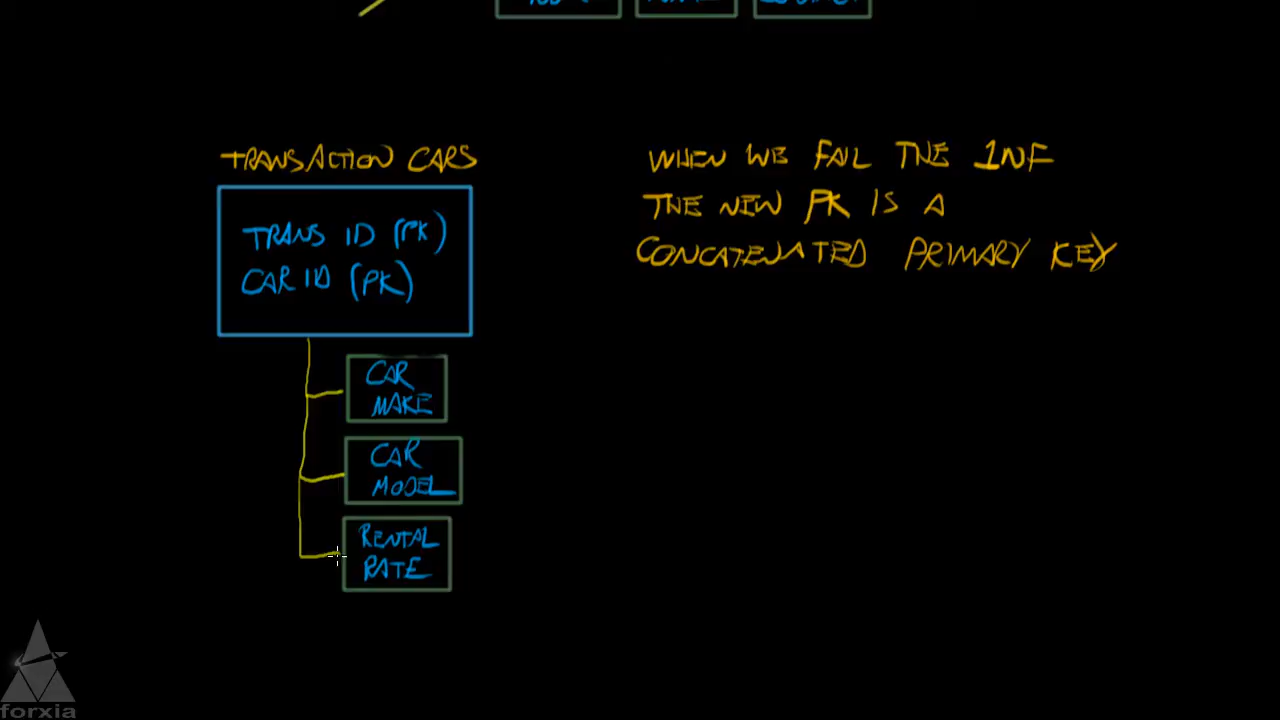 TRANSACTION CARS
TRANS ID (PK)
CAR ID (PK)
CAR
MAKE
CAR
MODEL
RENTAL
RATE
WHEN WE FAIL THE 1NF
THE NEW PK IS A
CONCATENATED PRIMARY KEY
forxia